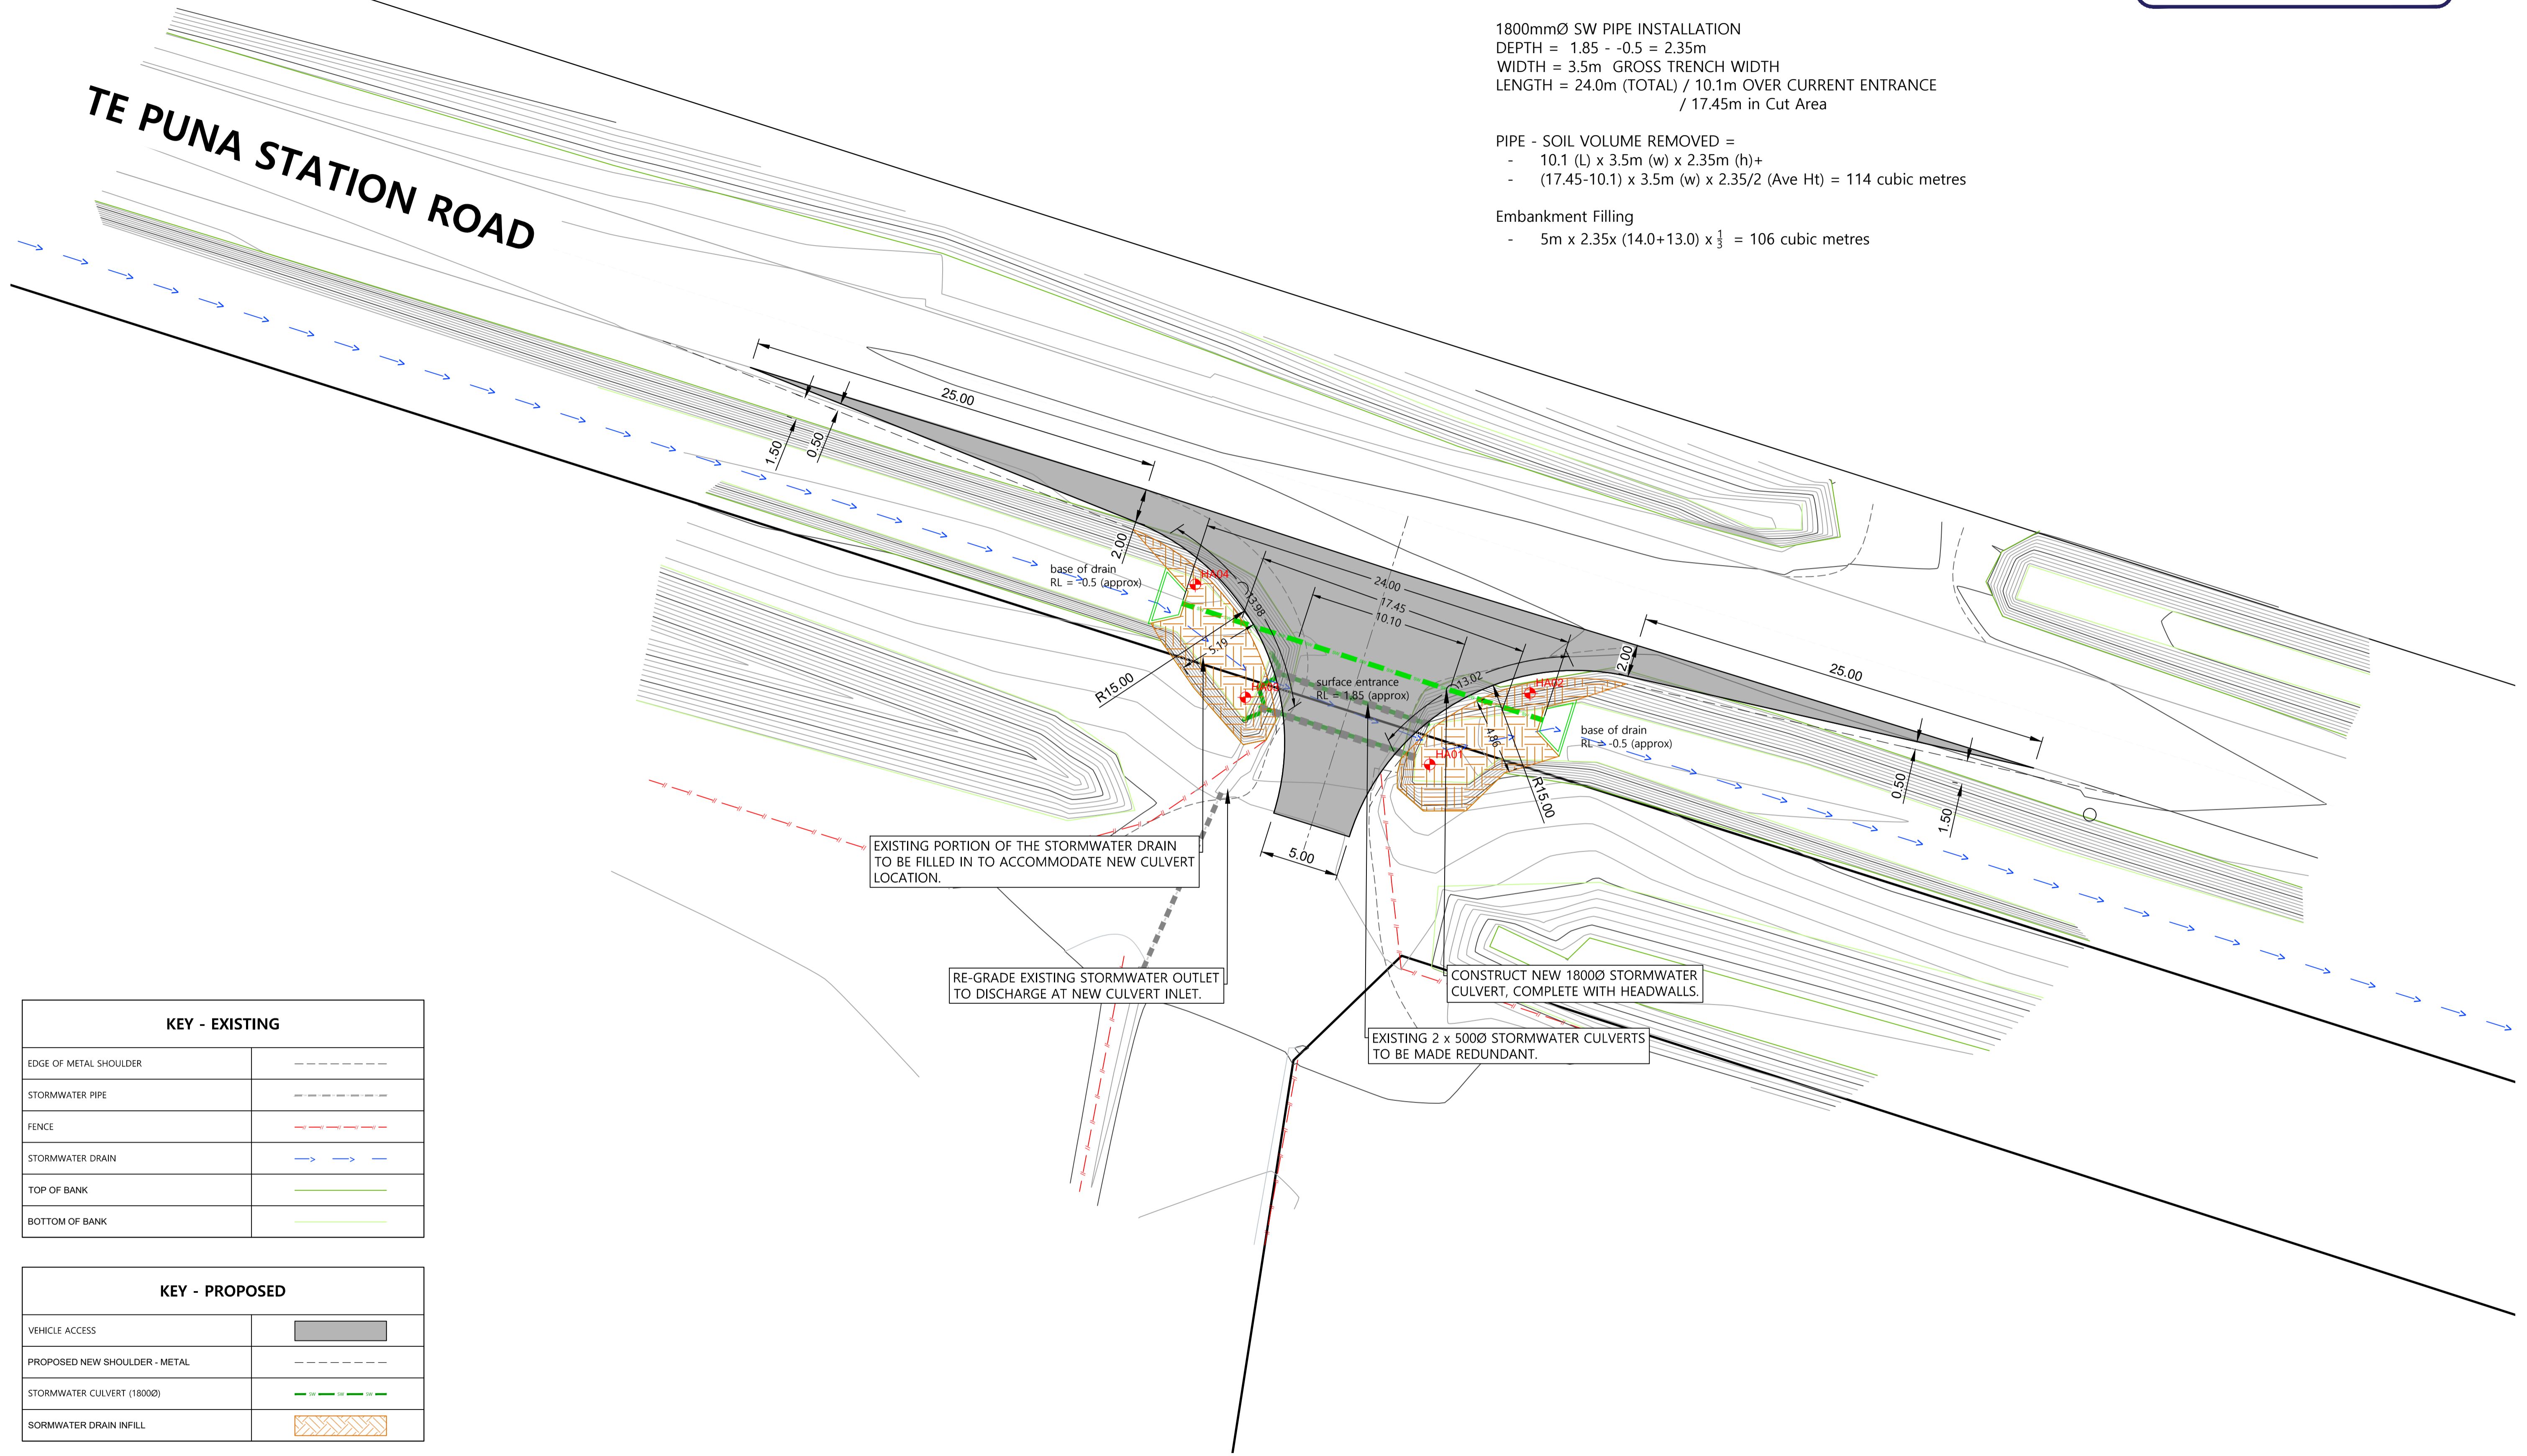 1800mmØ SW PIPE INSTALLATION
DEPTH = 1.85 - -0.5 = 2.35m
WIDTH = 3.5m GROSS TRENCH WIDTH
LENGTH = 24.0m (TOTAL) / 10.1m OVER CURRENT ENTRANCE
/ 17.45m in Cut Area
PIPE - SOIL VOLUME REMOVED =
- 10.1 (L) x 3.5m (w) x 2.35m (h)+
- (17.45-10.1) x 3.5m (w) x 2.35/2 (Ave Ht) = 114 cubic metres
Embankment Filling
- 5m x 2.35x (14.0+13.0) x 1/3 = 106 cubic metres
TE PUNA STATION ROAD
25.00
1.50
0.50
2.00
base of drain
RL = -0.5 (approx)
HA04
13.98
24.00
17.45
10.10
5.19
R15.00
HA03
surface entrance
RL = 1.85 (approx)
13.02
HA02
2.00
25.00
4.86
HA01
base of drain
RL = -0.5 (approx)
R15.00
0.50
1.50
5.00
EXISTING PORTION OF THE STORMWATER DRAIN
TO BE FILLED IN TO ACCOMMODATE NEW CULVERT
LOCATION.
RE-GRADE EXISTING STORMWATER OUTLET
TO DISCHARGE AT NEW CULVERT INLET.
CONSTRUCT NEW 1800Ø STORMWATER
CULVERT, COMPLETE WITH HEADWALLS.
EXISTING 2 x 500Ø STORMWATER CULVERTS
TO BE MADE REDUNDANT.
KEY - EXISTING
EDGE OF METAL SHOULDER
STORMWATER PIPE
FENCE
STORMWATER DRAIN
TOP OF BANK
BOTTOM OF BANK
KEY - PROPOSED
VEHICLE ACCESS
PROPOSED NEW SHOULDER - METAL
STORMWATER CULVERT (1800Ø)
SW SW SW
SORMWATER DRAIN INFILL